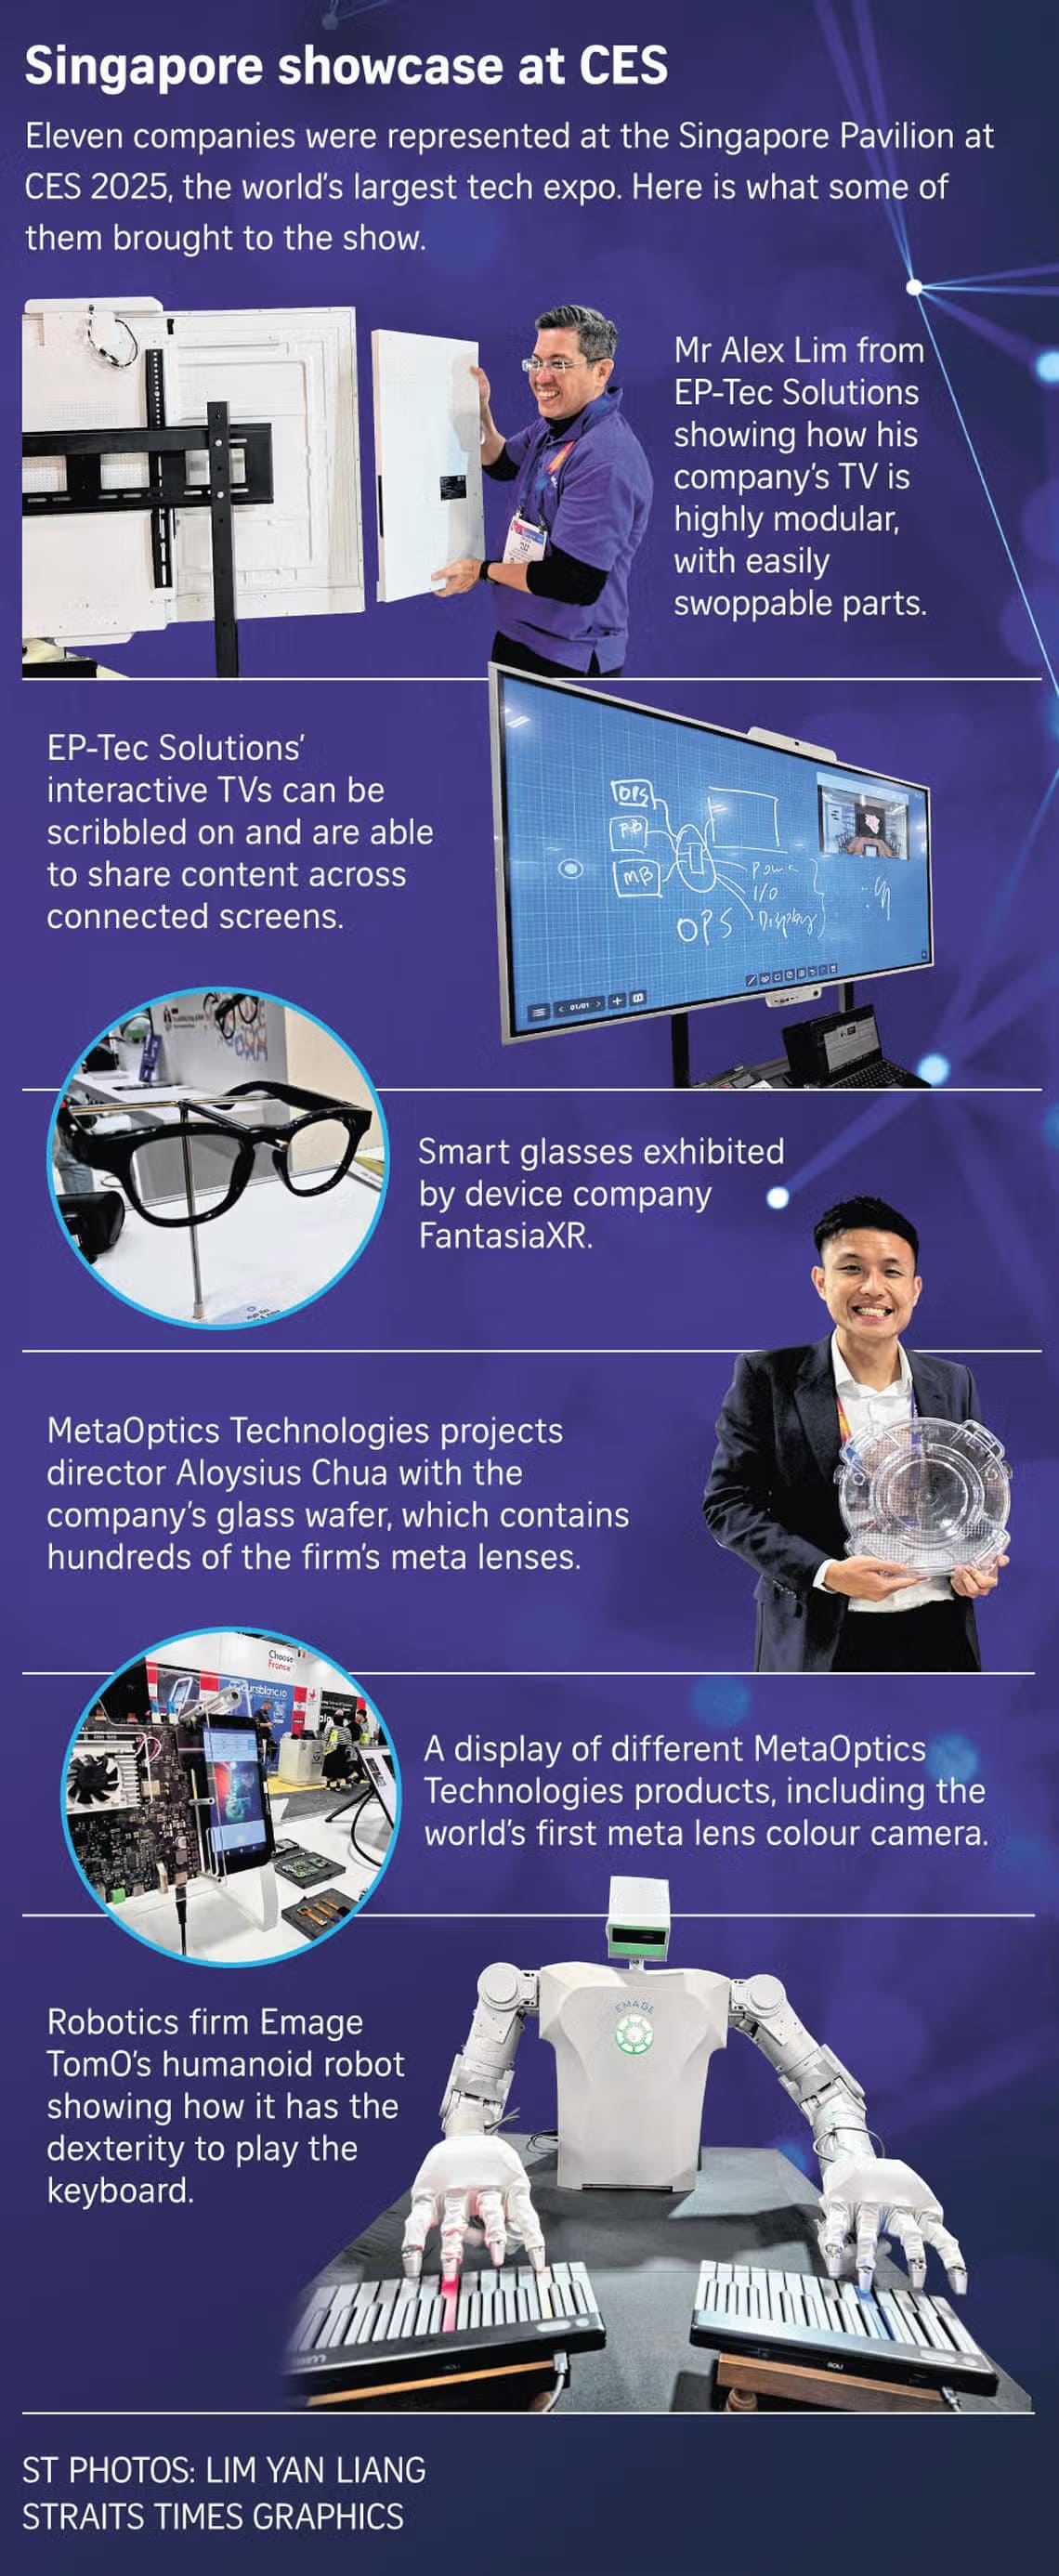 Singapore showcase at CES
Eleven companies were represented at the Singapore Pavilion at
CES 2025, the world's largest tech expo. Here is what some of
them brought to the show.
Mr Alex Lim from
EP-Tec Solutions
showing how his
company's TV is
highly modular,
with easily
swoppable parts.
EP-Tec Solutions'
interactive TVs can be
scribbled on and are able
to share content across
connected screens.
OPS
MB
I/O
Display
OPS
Smart glasses exhibited
by device company
FantasiaXR.
MetaOptics Technologies projects
director Aloysius Chua with the
company's glass wafer, which contains
hundreds of the firm's meta lenses.
Choose
France
A display of different MetaOptics
Technologies products, including the
world's first meta lens colour camera.
EMAGE
Robotics firm Emage
TomO's humanoid robot
showing how it has the
dexterity to play the
keyboard.
ST PHOTOS: LIM YAN LIANG
STRAITS TIMES GRAPHICS